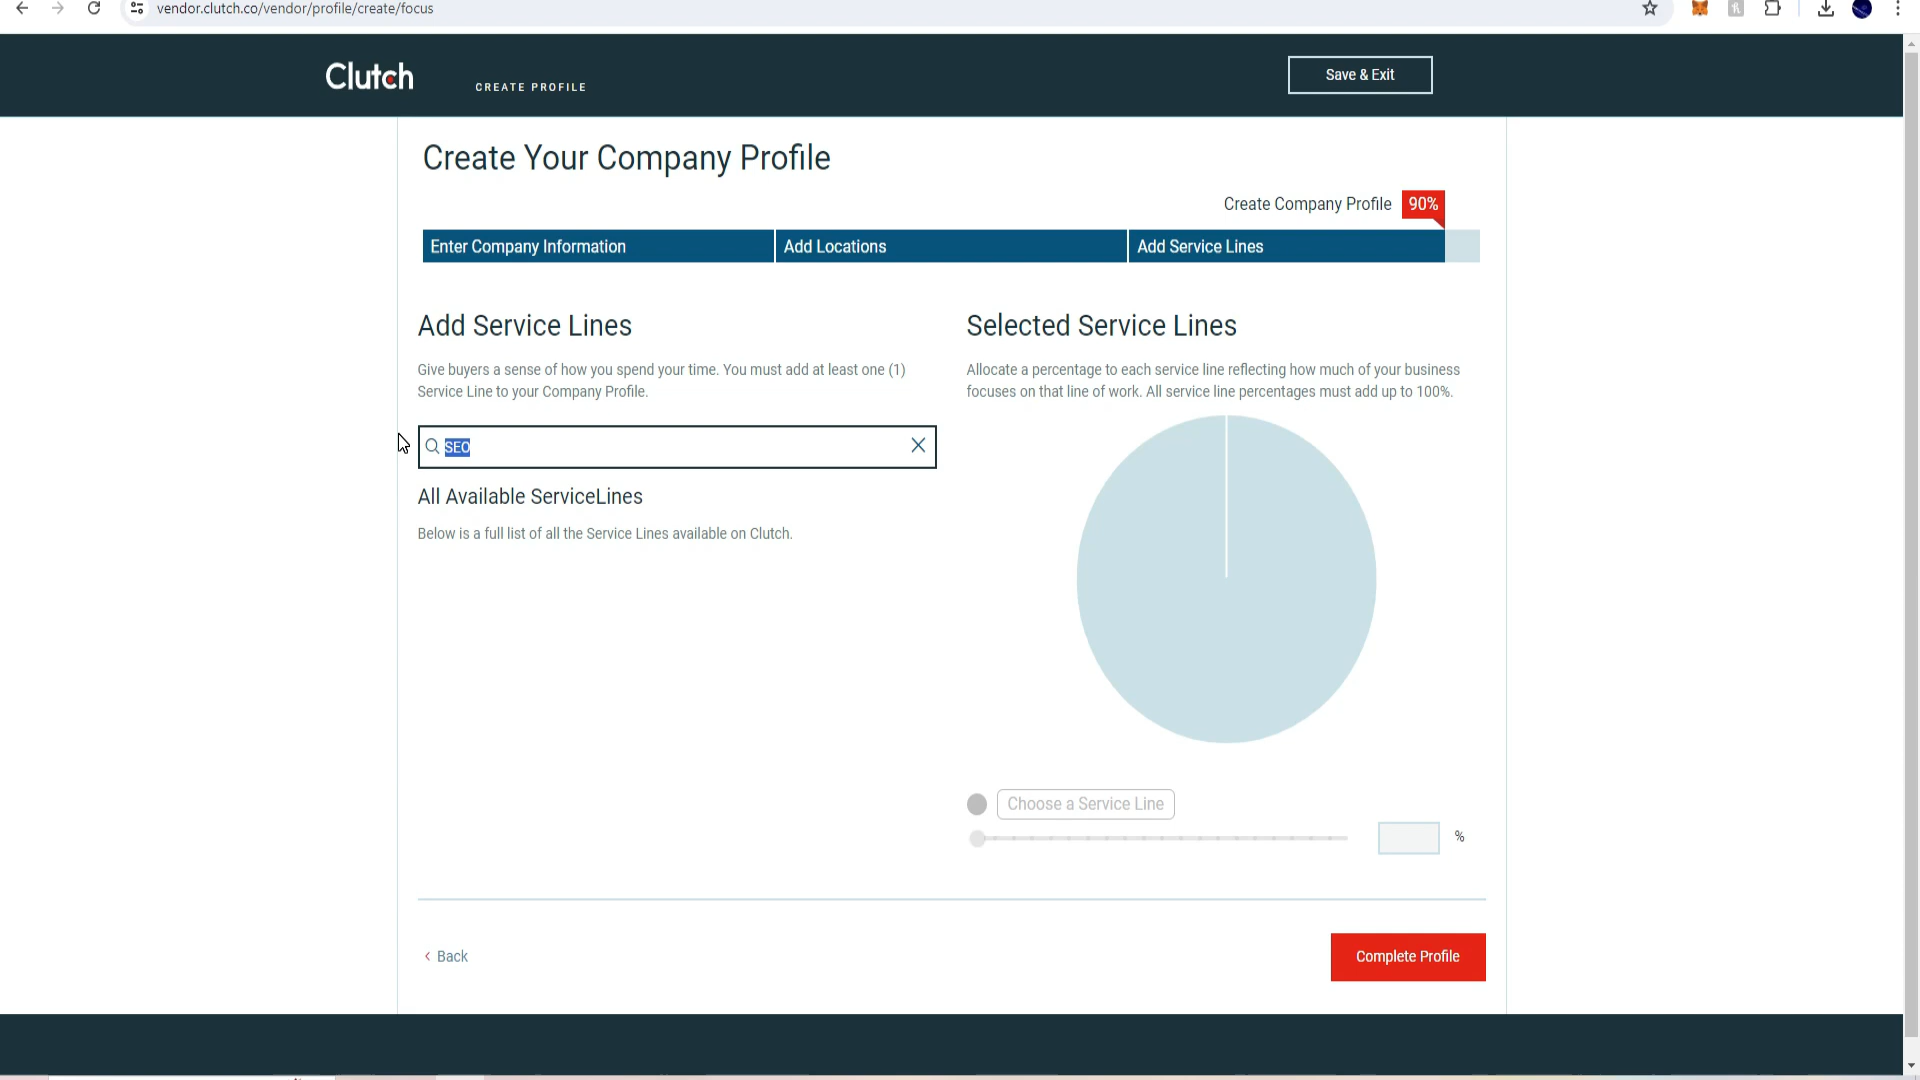 vendor.clutch.co/vendor/profile/create/focus
Clutch
CREATE PROFILE
Save & Exit
Create Your Company Profile
Create Company Profile 90%
Enter Company Information
Add Locations
Add Service Lines
Add Service Lines
Give buyers a sense of how you spend your time. You must add at least one (1)
Service Line to your Company Profile.
SEO
All Available ServiceLines
Below is a full list of all the Service Lines available on Clutch.
Selected Service Lines
Allocate a percentage to each service line reflecting how much of your business
focuses on that line of work. All service line percentages must add up to 100%.
Choose a Service Line
%
Back
Complete Profile